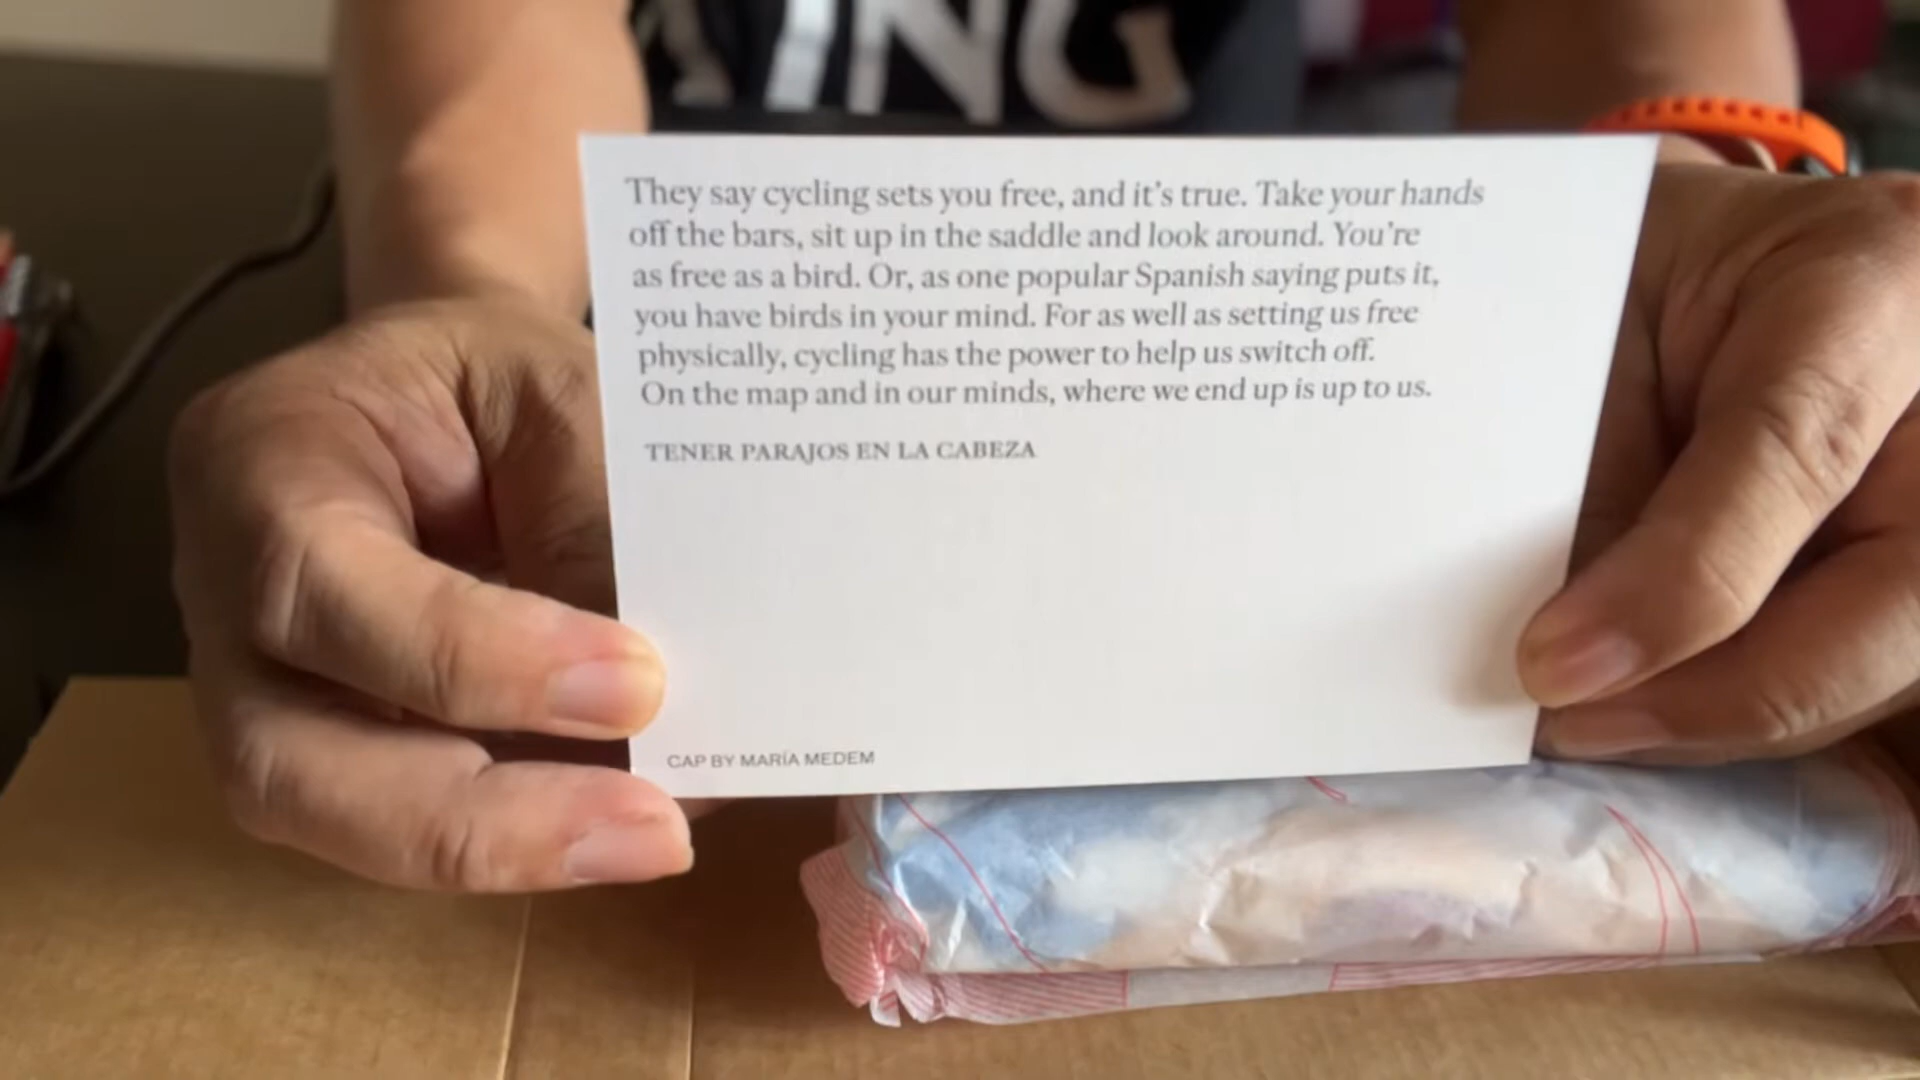 ING
They say cycling sets you free, and it's true. Take your hands
off the bars, sit up in the saddle and look around. You're
as free as a bird. Or, as one popular Spanish saying puts it,
you have birds in your mind. For as well as setting us free
physically, cycling has the power to help us switch off.
On the map and in our minds, where we end up is up to us.
TENER PARAJOS EN LA CABEZA
CAP BY MARÍA MEDEM